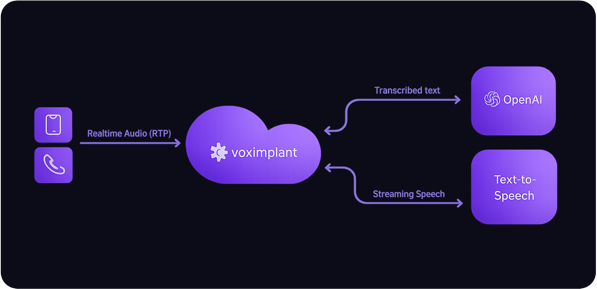 Transcribed text
OpenAI
Realtime Audio (RTP)
voximplant
Streaming Speech
Text-to-
Speech